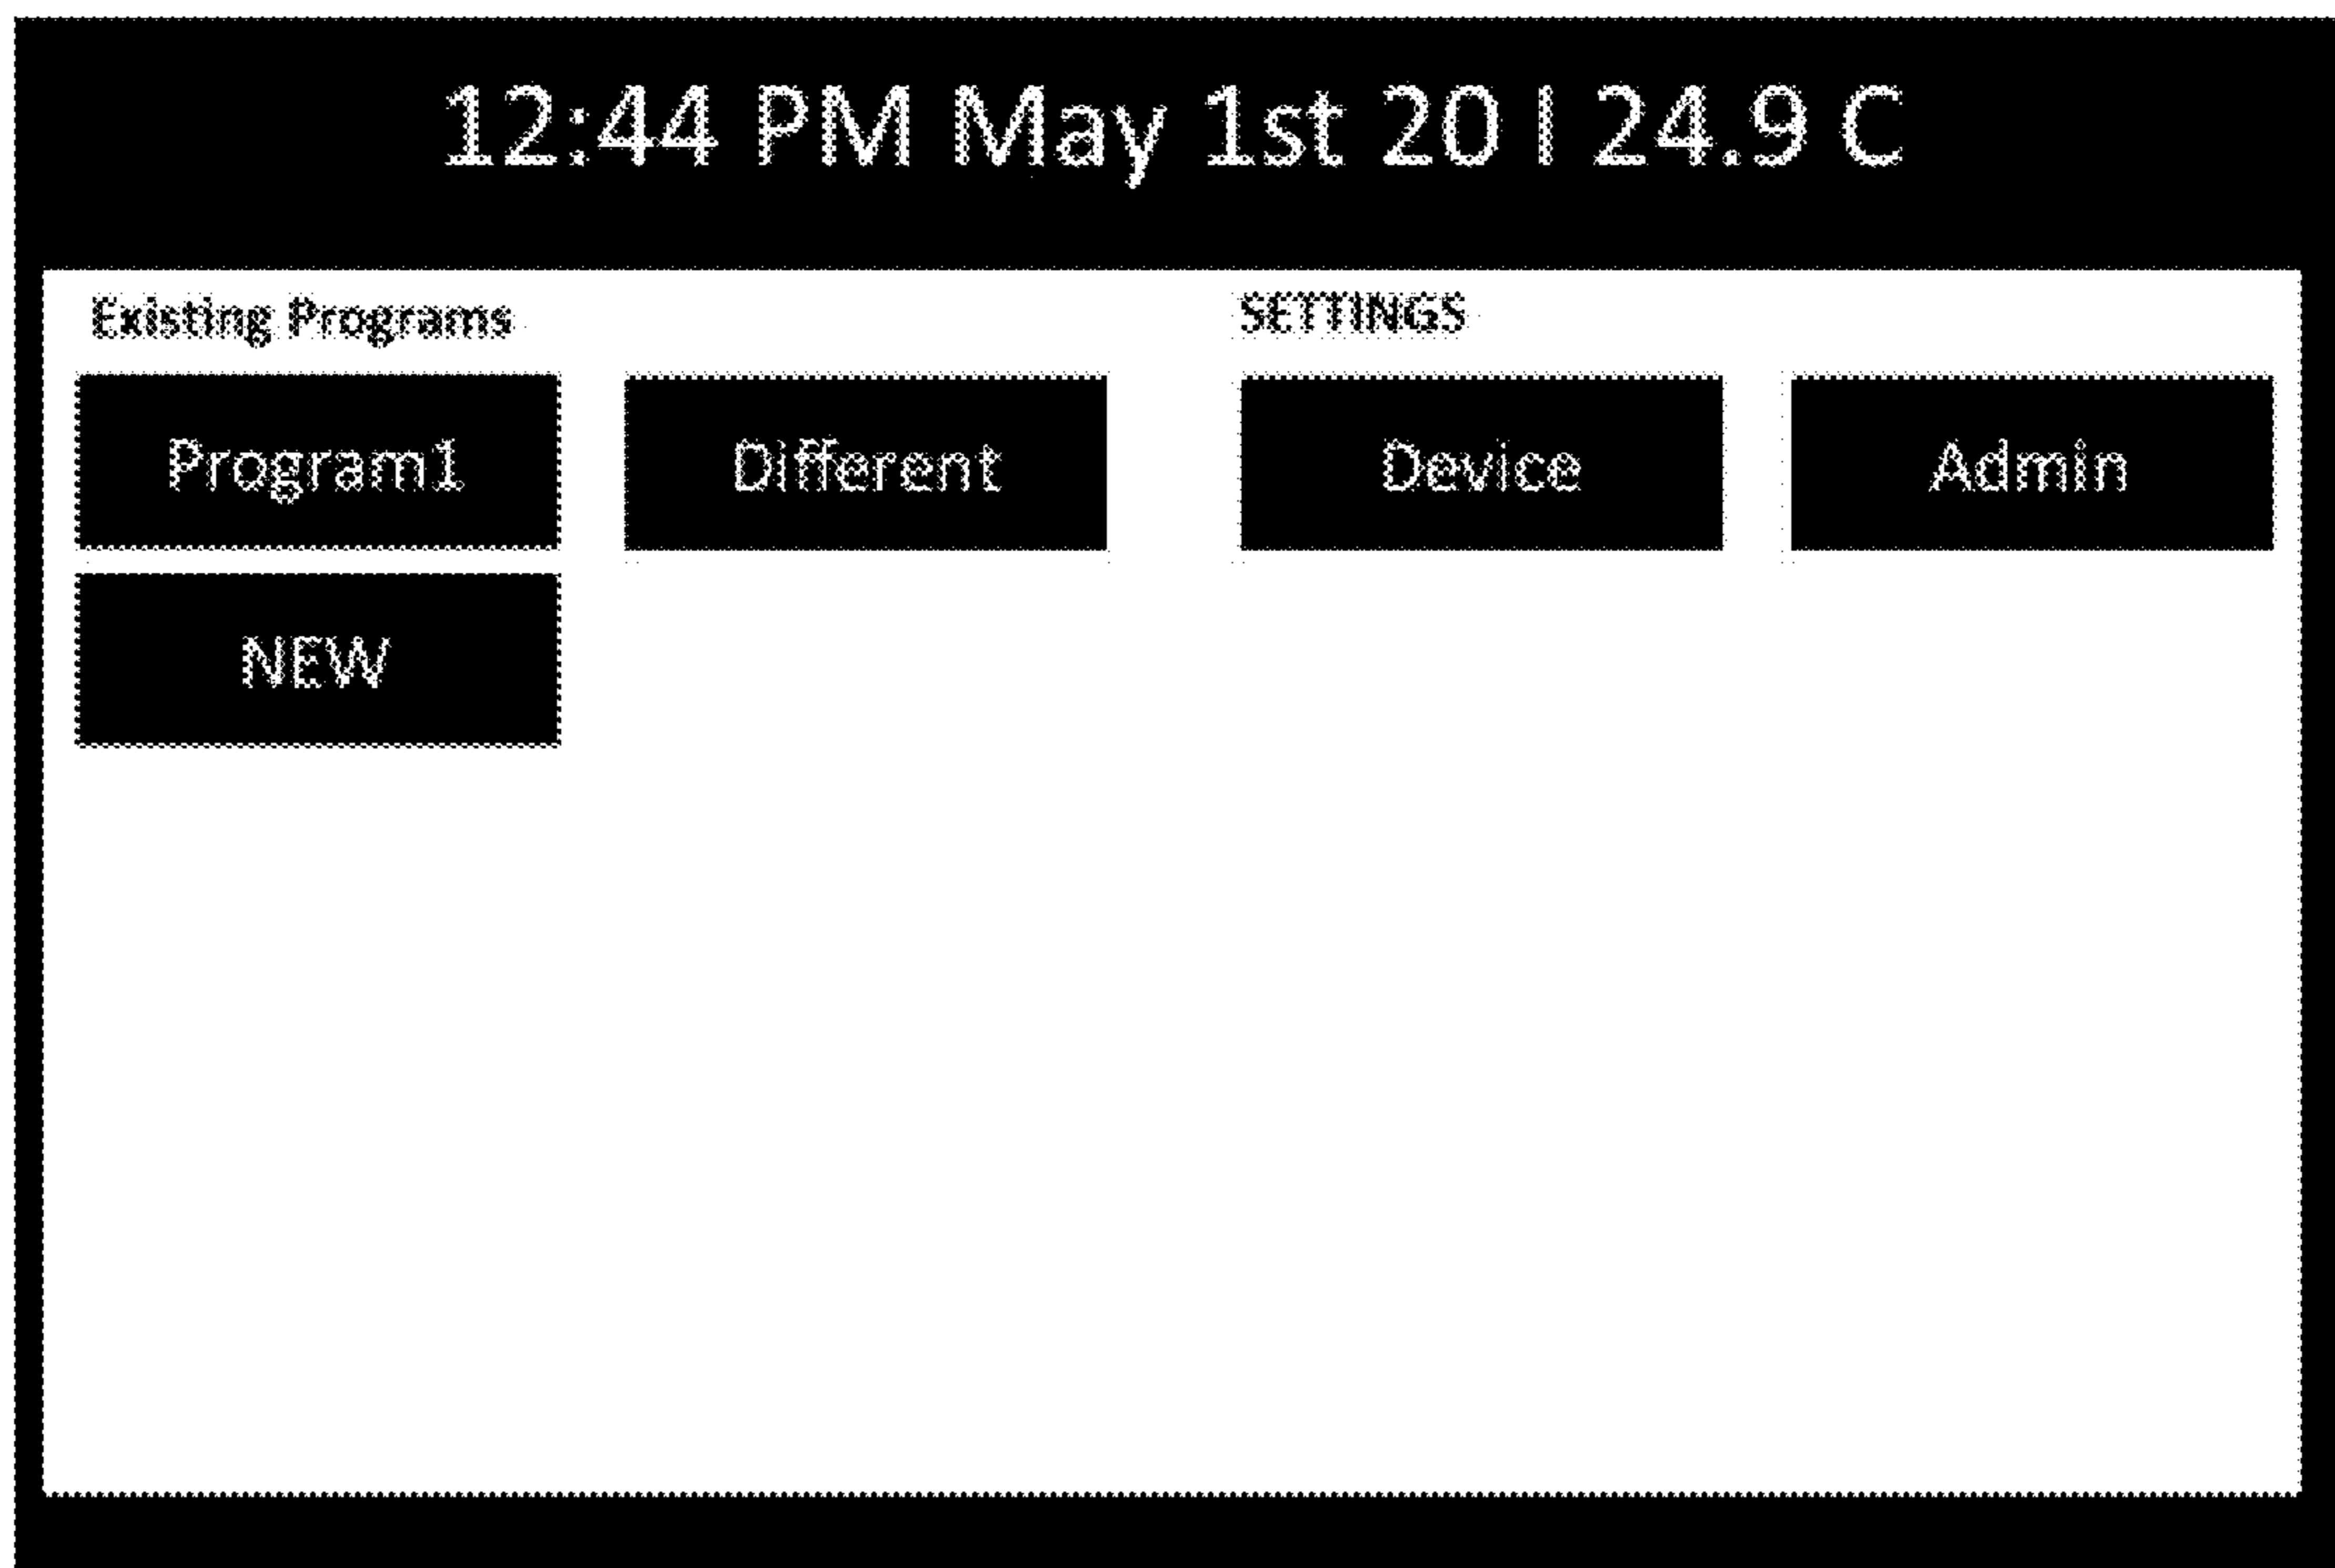 12:44 PM May 1st 20 | 24.9 C
Existing Programs
SETTINGS
Program1
Different
Device
Admin
NEW